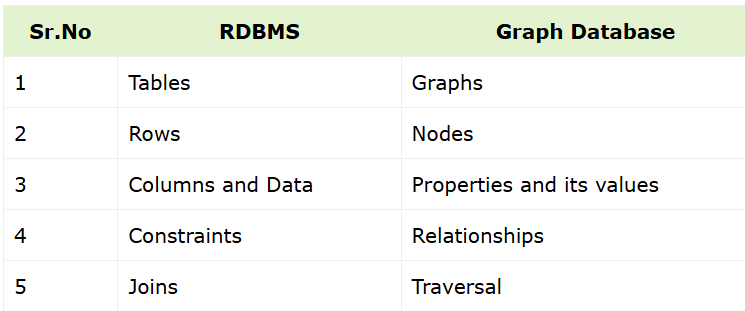 Sr.No RDBMS Graph Database
1 Tables Graphs
2 Rows Nodes
3 Columns and Data Properties and its values
4 Constraints Relationships
5 Joins Traversal